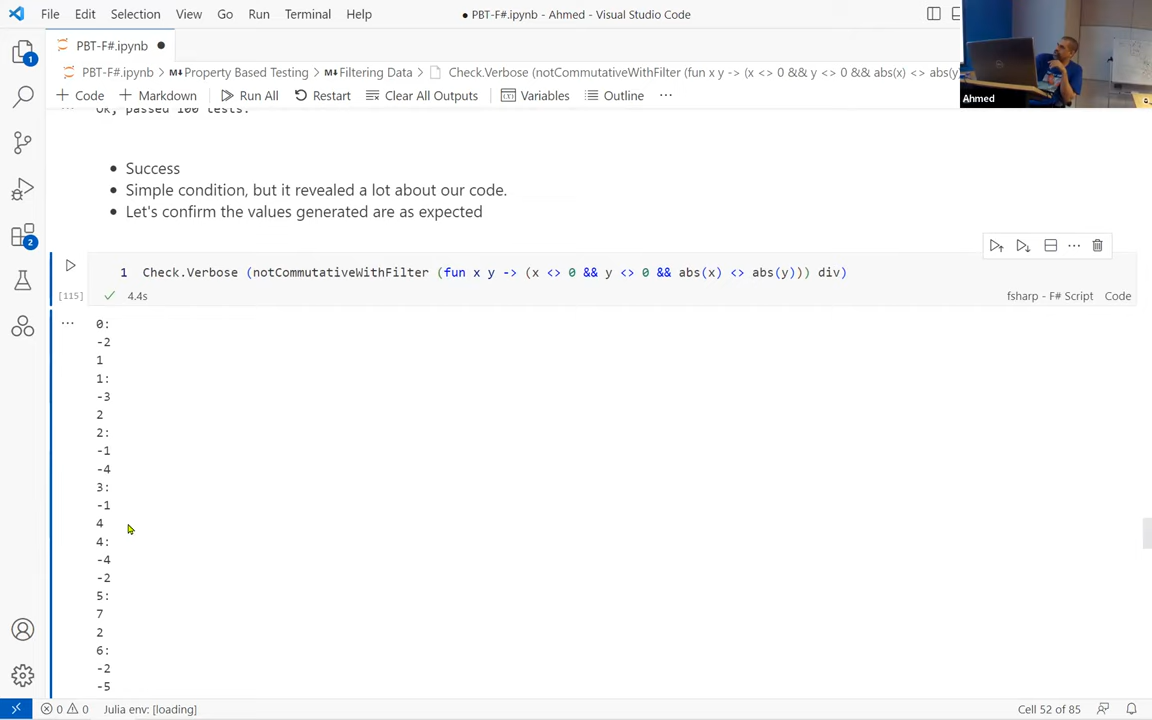 File Edit Selection View Go Run Terminal Help
● PBT-F#.ipynb - Ahmed - Visual Studio Code
PBT-F#.ipynb ●
PBT-F#.ipynb > M↓Property Based Testing > M↓Filtering Data > Check.Verbose (notCommutativeWithFilter (fun x y -> (x <> 0 && y <> 0 && abs(x) <> abs(y
+ Code + Markdown Run All Restart Clear All Outputs Variables Outline ...
Ok, passed 100 tests.
Ahmed
• Success
• Simple condition, but it revealed a lot about our code.
• Let's confirm the values generated are as expected
1 Check.Verbose (notCommutativeWithFilter (fun x y -> (x <> 0 && y <> 0 && abs(x) <> abs(y))) div)
[115] ✓ 4.4s
fsharp - F# Script Code
... 0:
-2
1
1:
-3
2
2:
-1
-4
3:
-1
4
4:
-4
-2
5:
7
2
6:
-2
-5
1
2
0 0 Julia env: [loading]
Cell 52 of 85